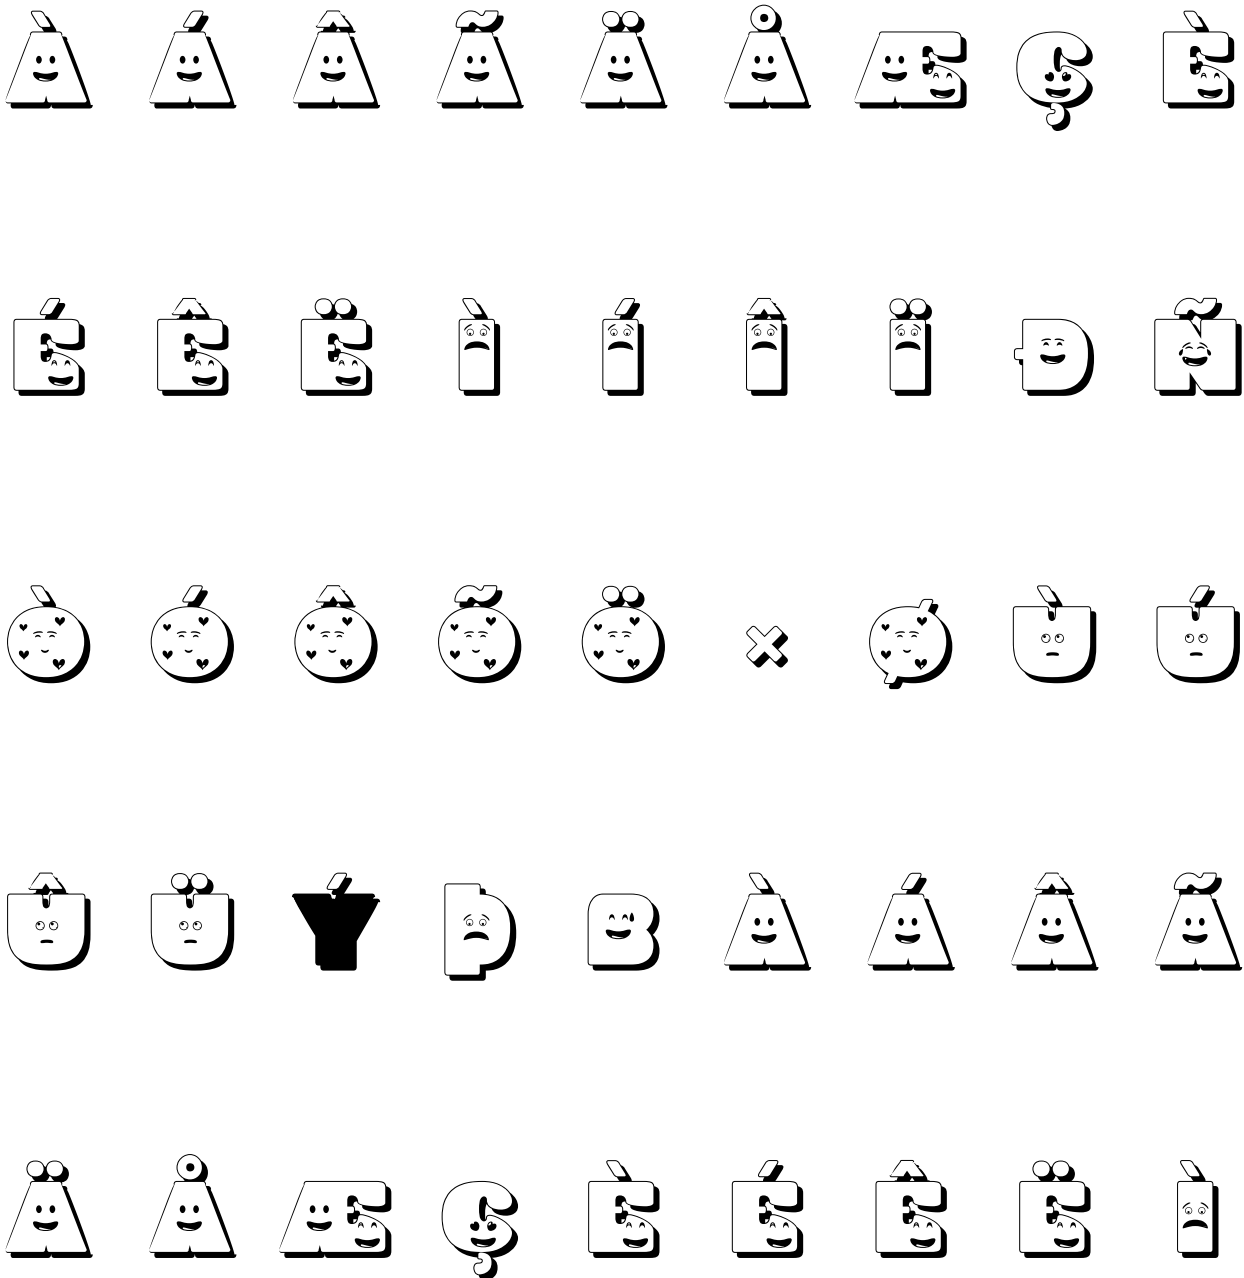 À Á Â Ã Ä Å Æ Ç È
É Ê Ë Ì Í Î Ï Ð Ñ
Ò Ó Ô Õ Ö × Ø Ù Ú
Û Ü Ý Þ ß À Á Â Ã
Ä Å Æ Ç È É Ê Ë Ì